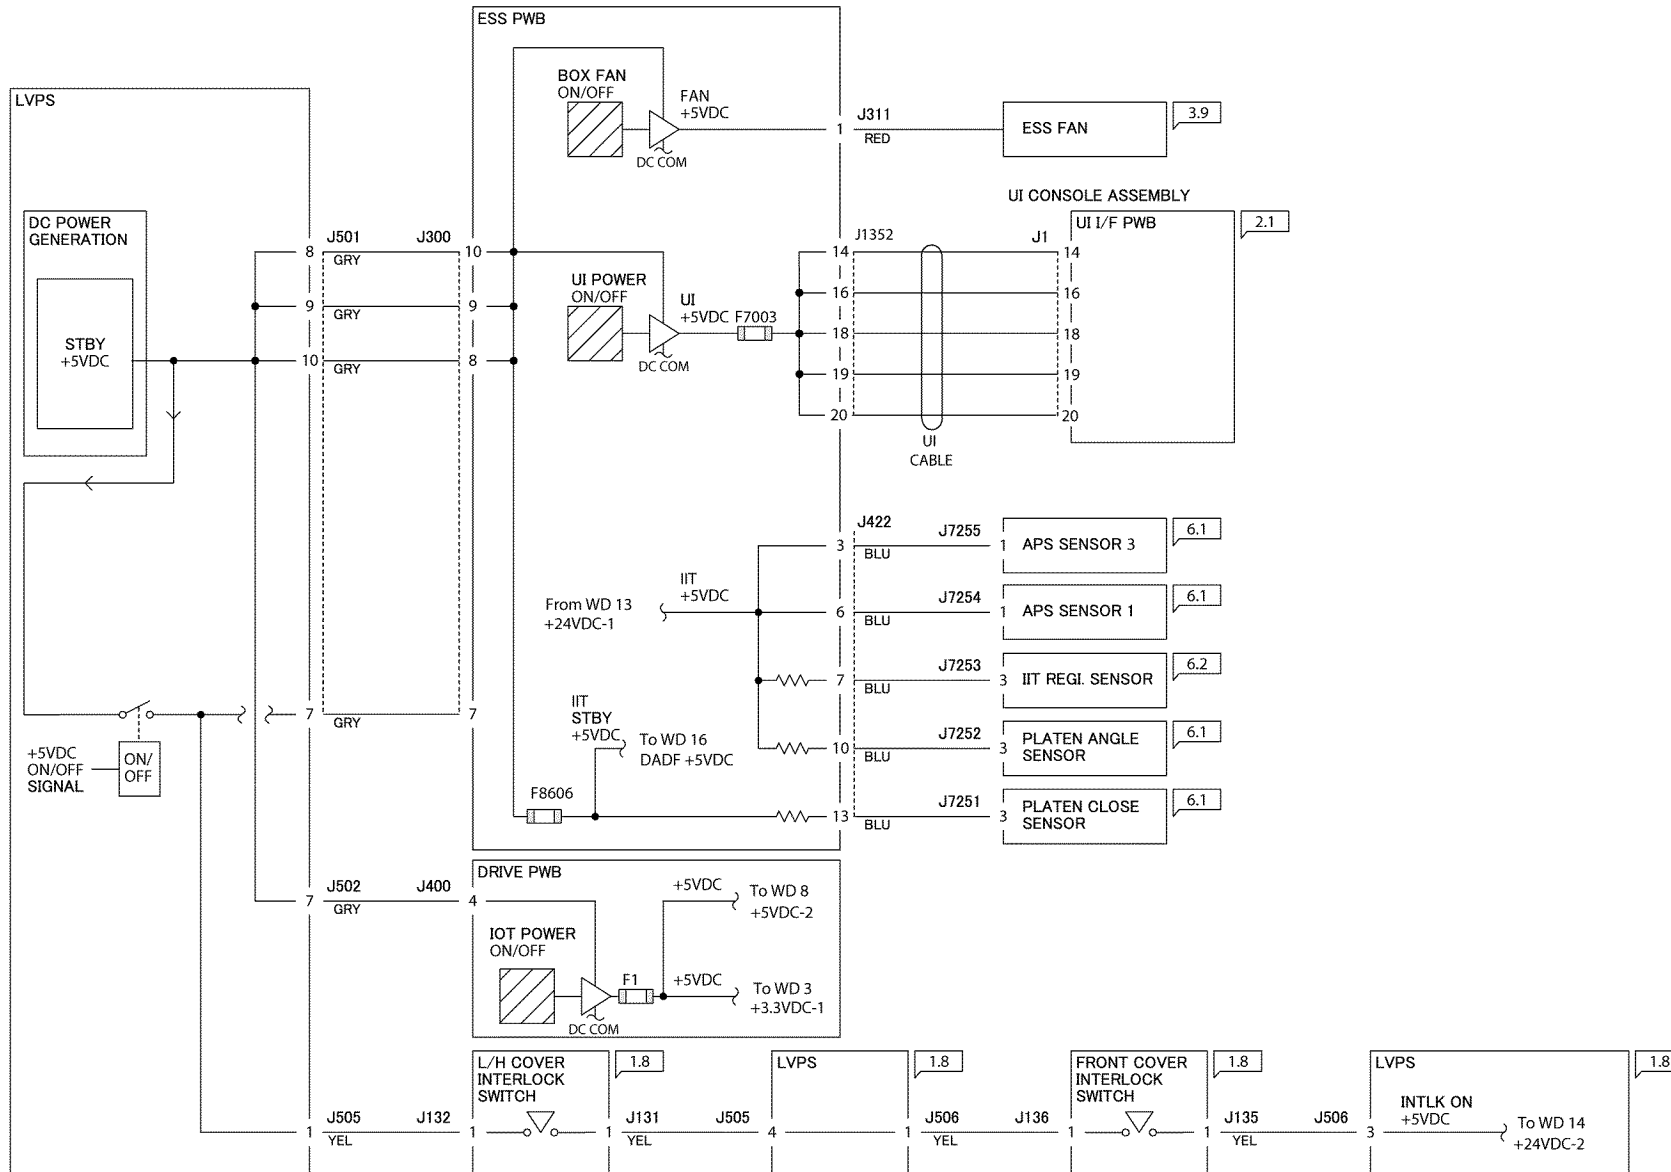 ESS PWB
LVPS
BOX FAN
ON/OFF
FAN
+5VDC
DC COM
1
J311
RED
ESS FAN
3.9
UI CONSOLE ASSEMBLY
DC POWER
GENERATION
STBY
+5VDC
8
J501
GRY
J300
10
9
GRY
9
10
GRY
8
UI POWER
ON/OFF
UI
+5VDC
F7003
DC COM
J1352
J1
UI I/F PWB
2.1
14
14
16
16
18
18
19
19
20
20
UI
CABLE
J422
3
BLU
J7255
1
APS SENSOR 3
6.1
From WD 13
+24VDC-1
IIT
+5VDC
6
BLU
J7254
1
APS SENSOR 1
6.1
7
BLU
J7253
3
IIT REGI. SENSOR
6.2
7
GRY
7
IIT
STBY
+5VDC
To WD 16
DADF +5VDC
10
BLU
J7252
3
PLATEN ANGLE
SENSOR
6.1
+5VDC
ON/OFF
SIGNAL
ON/
OFF
F8606
13
BLU
J7251
3
PLATEN CLOSE
SENSOR
6.1
DRIVE PWB
7
J502
GRY
J400
4
+5VDC
To WD 8
+5VDC-2
IOT POWER
ON/OFF
F1
+5VDC
To WD 3
+3.3VDC-1
DC COM
L/H COVER
INTERLOCK
SWITCH
1.8
LVPS
1.8
FRONT COVER
INTERLOCK
SWITCH
1.8
LVPS
1.8
1
J505
YEL
J132
1
1
J131
YEL
J505
4
1
J506
YEL
J136
1
1
J135
YEL
J506
3
INTLK ON
+5VDC
To WD 14
+24VDC-2